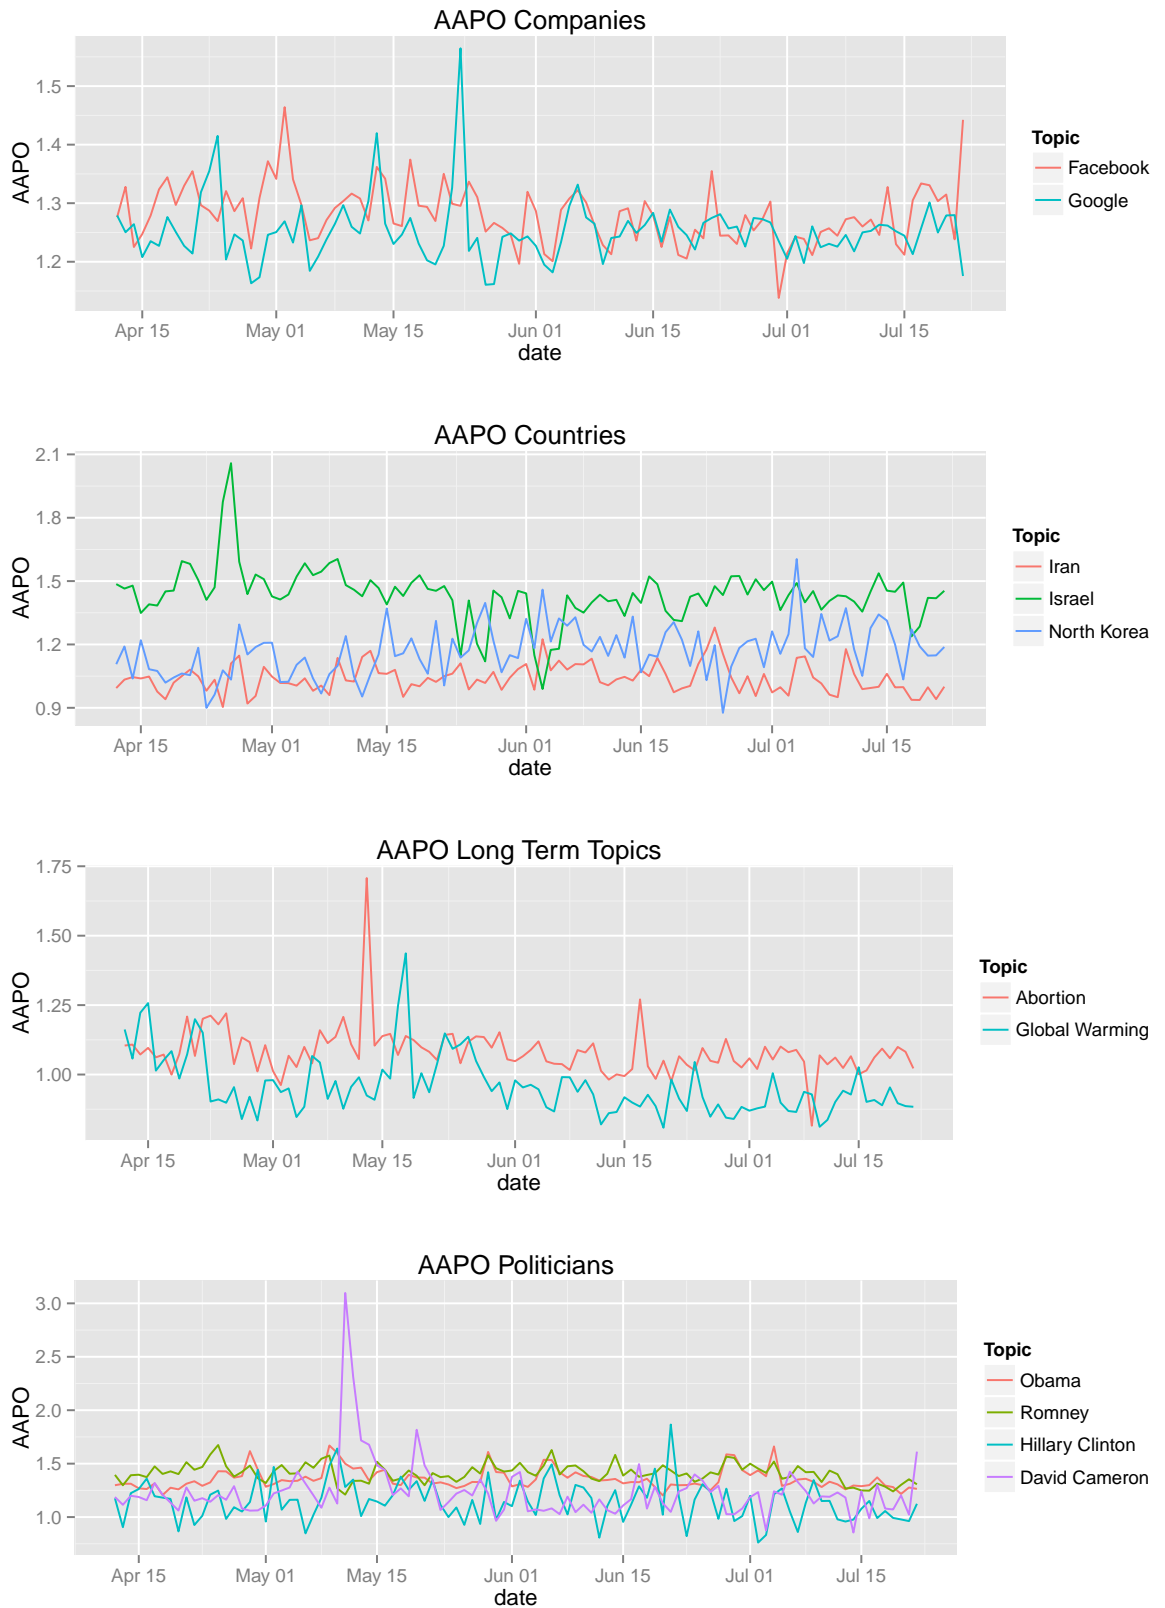 AAPO Companies
1.5
1.4
1.3
1.2
AAPO
Apr 15 May 01 May 15 Jun 01 Jun 15 Jul 01 Jul 15
date
Topic
Facebook
Google
AAPO Countries
2.1
1.8
1.5
1.2
0.9
AAPO
Apr 15 May 01 May 15 Jun 01 Jun 15 Jul 01 Jul 15
date
Topic
Iran
Israel
North Korea
AAPO Long Term Topics
1.75
1.50
1.25
1.00
AAPO
Apr 15 May 01 May 15 Jun 01 Jun 15 Jul 01 Jul 15
date
Topic
Abortion
Global Warming
AAPO Politicians
3.0
2.5
2.0
1.5
1.0
AAPO
Apr 15 May 01 May 15 Jun 01 Jun 15 Jul 01 Jul 15
date
Topic
Obama
Romney
Hillary Clinton
David Cameron